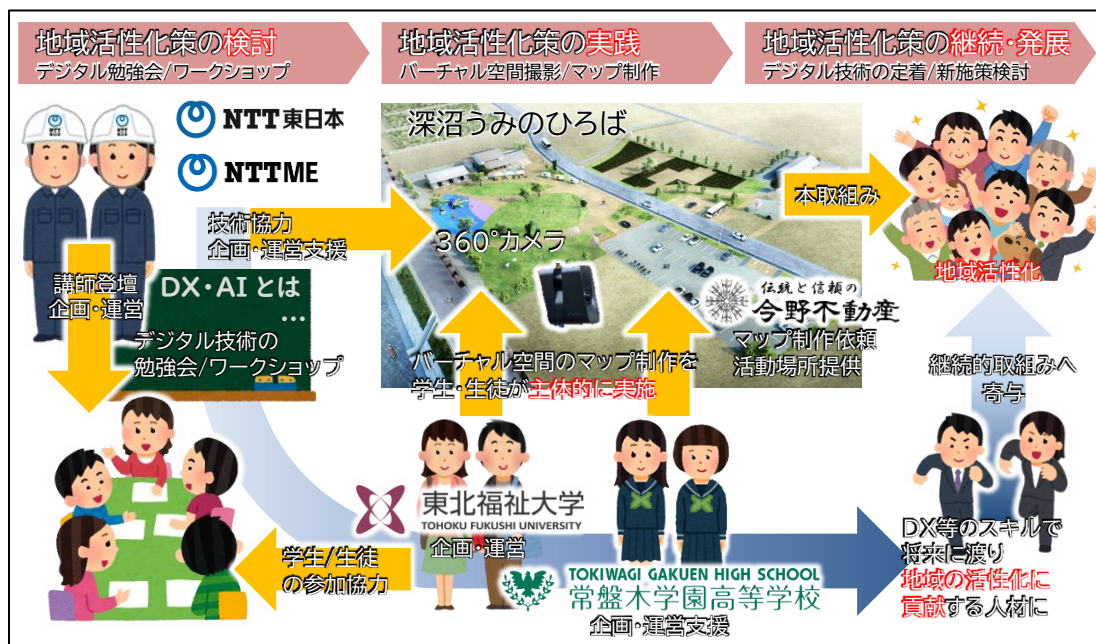 地域活性化策の検討
デジタル勉強会/ワークショップ
地域活性化策の実践
バーチャル空間撮影/マップ制作
地域活性化策の継続・発展
デジタル技術の定着/新施策検討
NTT東日本
NTT ME
技術協力
企画・運営支援
講師登壇
企画・運営
DX・AIとは
…
デジタル技術の
勉強会/ワークショップ
深沼うみのひろば
360°カメラ
伝統と信頼の
今野不動産
マップ制作依頼
活動場所提供
バーチャル空間のマップ制作を
学生・生徒が主体的に実施
本取組み
地域活性化
継続的取組みへ
寄与
東北福祉大学
TOHOKU FUKUSHI UNIVERSITY
企画・運営
学生/生徒
の参加協力
TOKIWAGI GAKUEN HIGH SCHOOL
常盤木学園高等学校
企画・運営支援
DX等のスキルで
将来に渡り
地域の活性化に
貢献する人材に